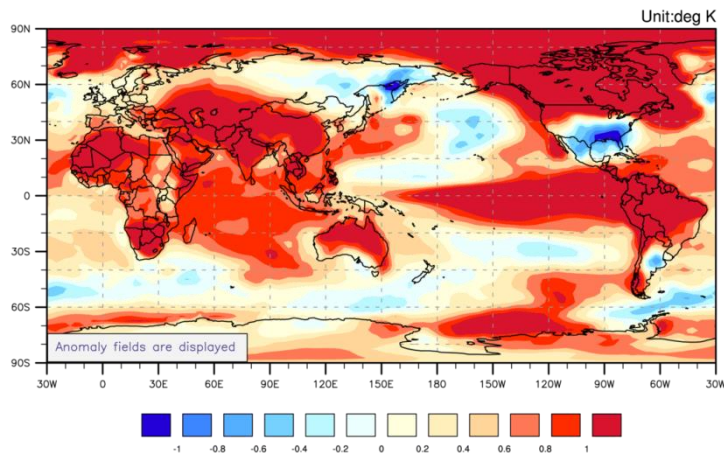 Unit:deg K
90N
60N
30N
0
30S
60S
90S
Anomaly fields are displayed
30W 0 30E 60E 90E 120E 150E 180 150W 120W 90W 60W 30W
-1 -0.8 -0.6 -0.4 -0.2 0 0.2 0.4 0.6 0.8 1